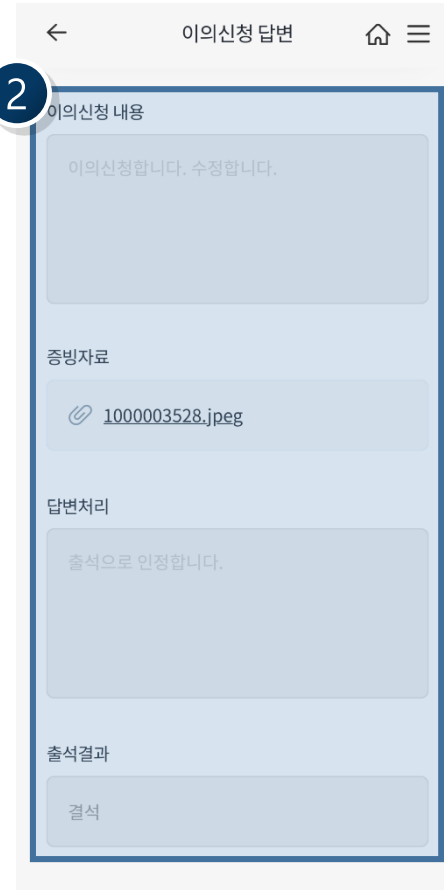 이의신청 답변
2
이의신청 내용
이의신청합니다. 수정합니다.
증빙자료
1000003528.jpeg
답변처리
출석으로 인정합니다.
출석결과
결석